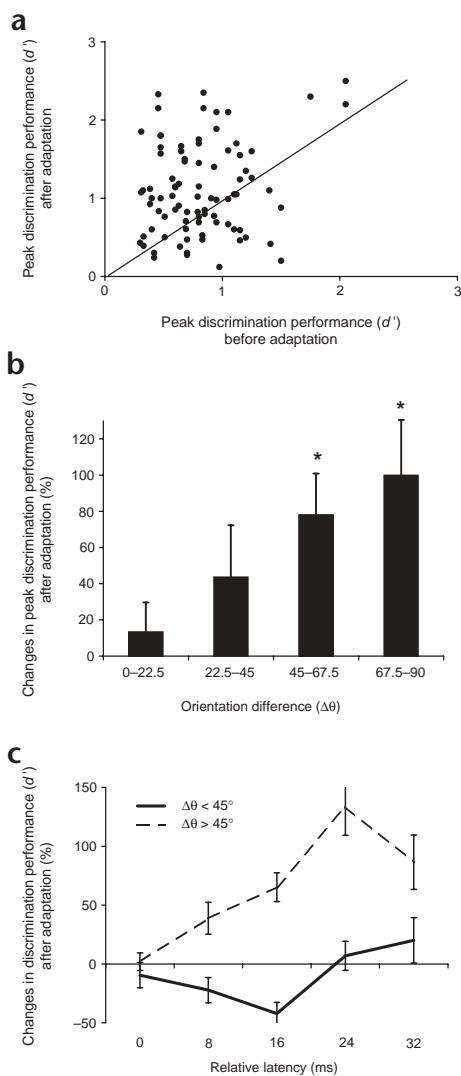 a
Peak discrimination performance (d')
after adaptation
3
2
1
0
0 1 2 3
Peak discrimination performance (d')
before adaptation
b
Changes in peak discrimination performance (d')
after adaptation (%)
120
100
80
60
40
20
0
* *
0–22.5 22.5–45 45–67.5 67.5–90
Orientation difference (Δθ)
c
Changes in discrimination performance (d')
after adaptation (%)
150
100
50
0
–50
Δθ < 45°
Δθ > 45°
0 8 16 24 32
Relative latency (ms)